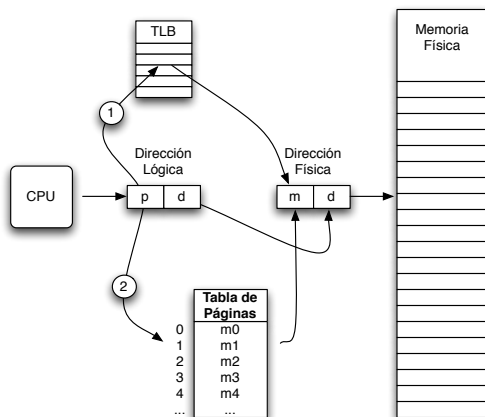 TLB
Memoria
Física
1
Dirección
Lógica
Dirección
Física
CPU
p d
m d
2
Tabla de
Páginas
0 m0
1 m1
2 m2
3 m3
4 m4
... ...